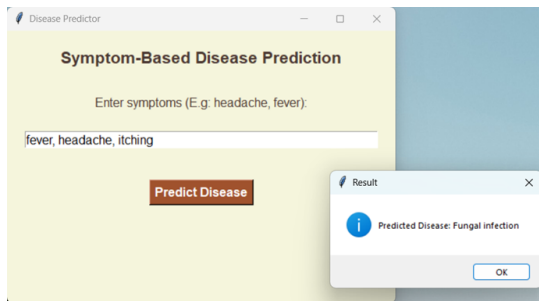 Disease Predictor
Symptom-Based Disease Prediction
Enter symptoms (E.g: headache, fever):
fever, headache, itching
Predict Disease
Result
Predicted Disease: Fungal infection
OK